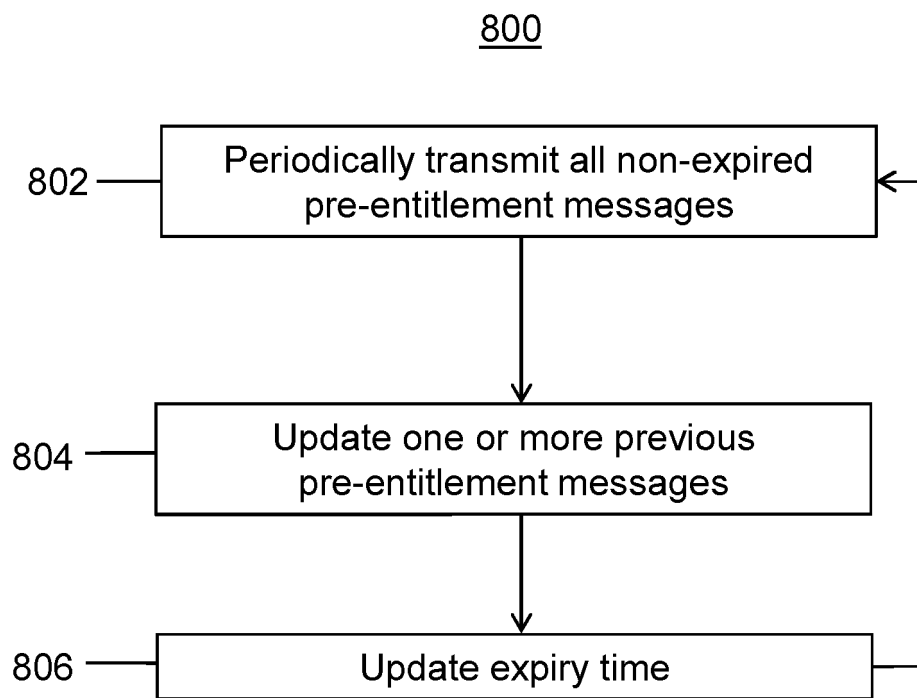 800
802
Periodically transmit all non-expired
pre-entitlement messages
804
Update one or more previous
pre-entitlement messages
806
Update expiry time